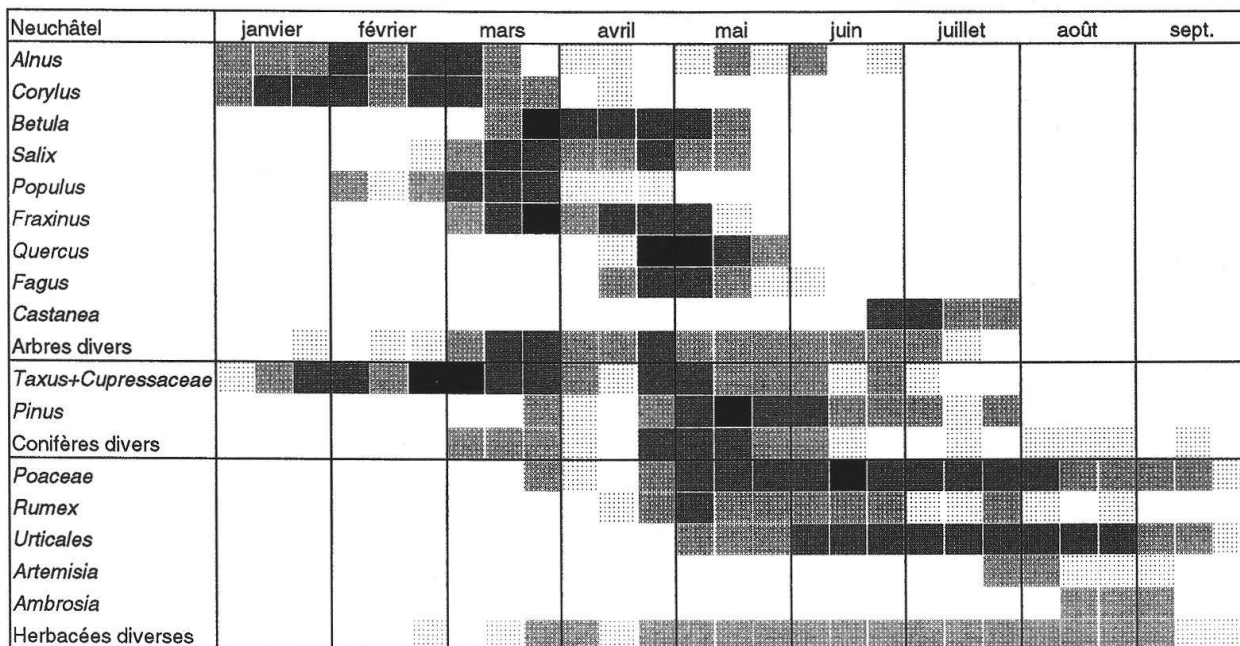 Neuchâtel janvier février mars avril mai juin juillet août sept.
Alnus
Corylus
Betula
Salix
Populus
Fraxinus
Quercus
Fagus
Castanea
Arbres divers
Taxus+Cupressaceae
Pinus
Conifères divers
Poaceae
Rumex
Urticales
Artemisia
Ambrosia
Herbacées diverses